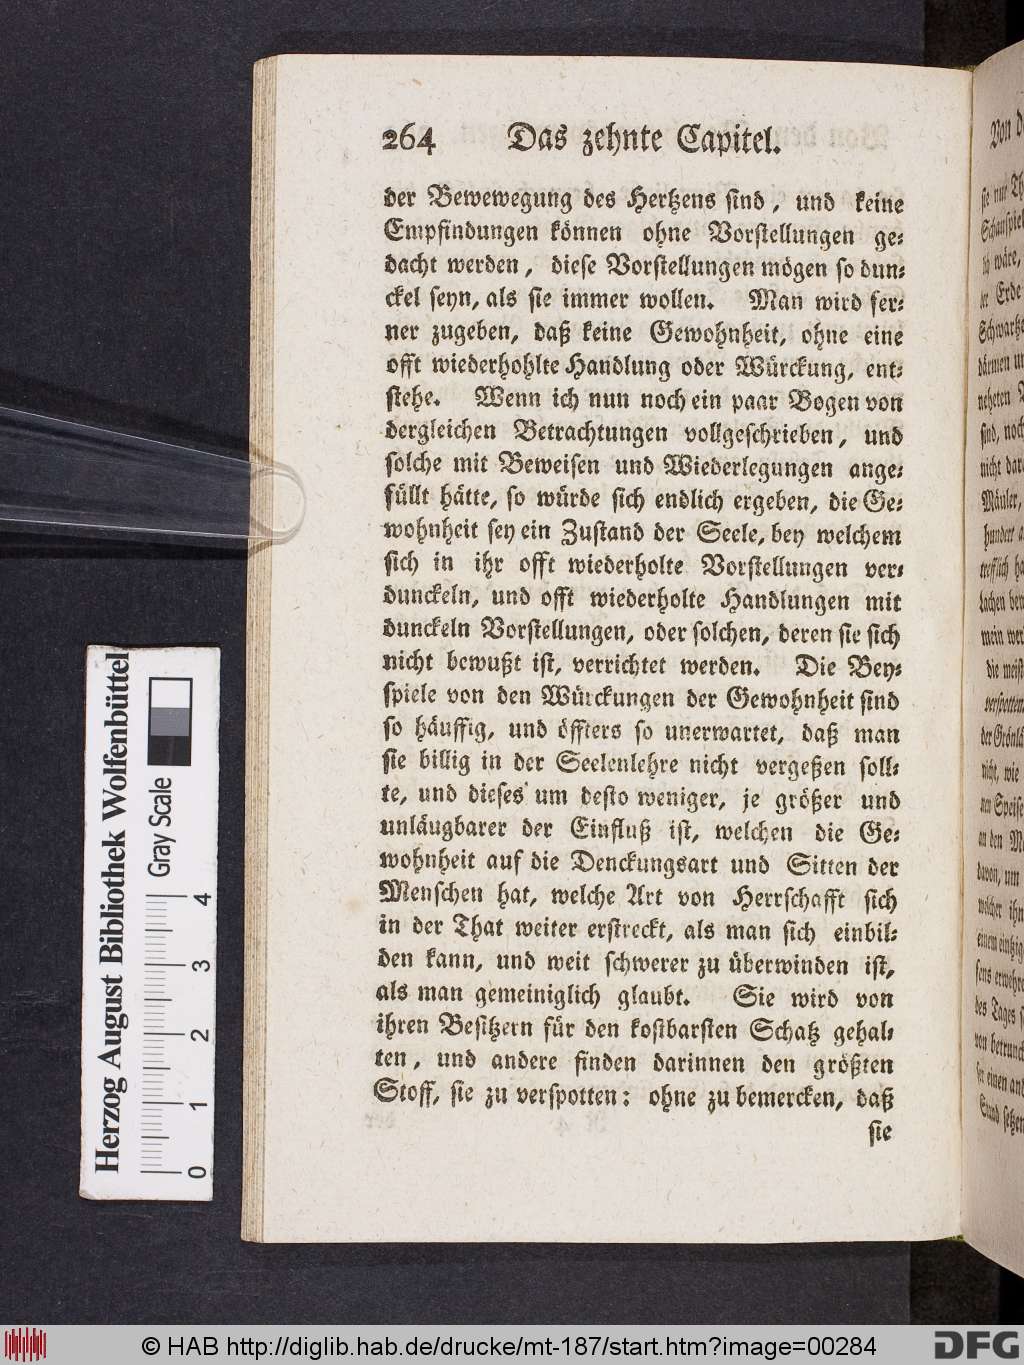 264 Das zehnte Capitel.
der Bewewegung des Hertzens sind, und keine
Empfindungen können ohne Vorstellungen ge-
dacht werden, diese Vorstellungen mögen so dun-
ckel seyn, als sie immer wollen. Man wird fer-
ner zugeben, daß keine Gewohnheit, ohne eine
offt wiederhohlte Handlung oder Würckung, ent-
stehe. Wenn ich nun noch ein paar Bogen von
dergleichen Betrachtungen vollgeschrieben, und
solche mit Beweisen und Wiederlegungen ange-
füllt hätte, so würde sich endlich ergeben, die Ge-
wohnheit sey ein Zustand der Seele, bey welchem
sich in ihr offt wiederholte Vorstellungen ver-
dunckeln, und offt wiederholte Handlungen mit
dunckeln Vorstellungen, oder solchen, deren sie sich
nicht bewußt ist, verrichtet werden. Die Bey-
spiele von den Würckungen der Gewohnheit sind
so häuffig, und öffters so unerwartet, daß man
sie billig in der Seelenlehre nicht vergeßen soll-
te, und dieses um desto weniger, je größer und
unläugbarer der Einfluß ist, welchen die Ge-
wohnheit auf die Denckungsart und Sitten der
Menschen hat, welche Art von Herrschafft sich
in der That weiter erstreckt, als man sich einbil-
den kann, und weit schwerer zu überwinden ist,
als man gemeiniglich glaubt. Sie wird von
ihren Besitzern für den kostbarsten Schatz gehal-
ten, und andere finden darinnen den größten
Stoff, sie zu verspotten: ohne zu bemercken, daß
sie
Herzog August Bibliothek Wolfenbüttel
Gray Scale
0 1 2 3 4
© HAB http://diglib.hab.de/drucke/mt-187/start.htm?image=00284
DFG